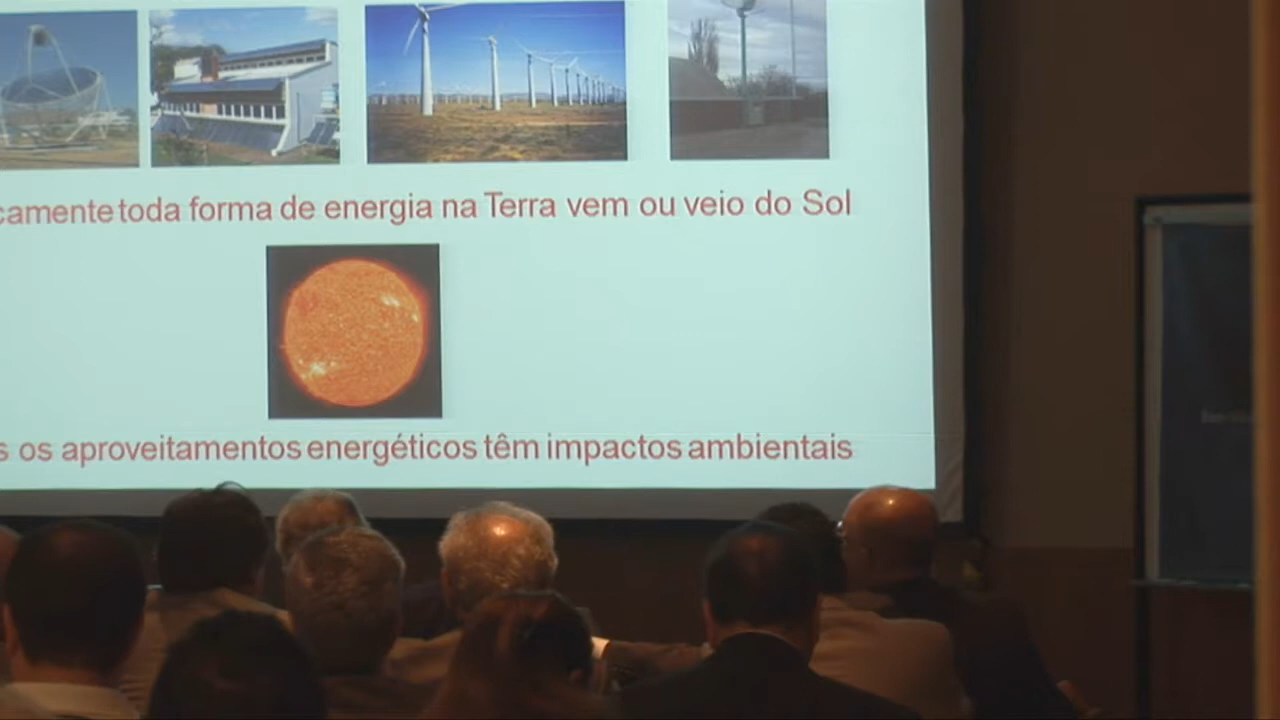 camente toda forma de energia na Terra vem ou veio do Sol
s os aproveitamentos energéticos têm impactos ambientais